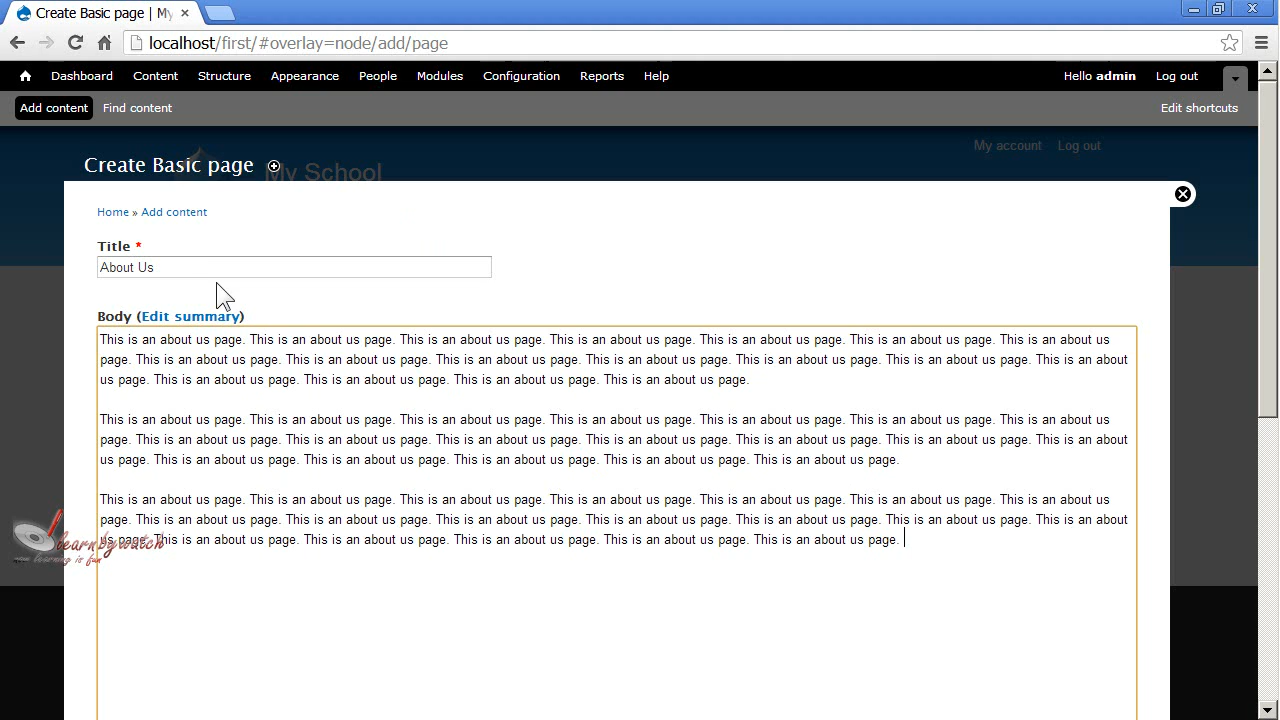 Create Basic page | My
localhost/first/#overlay=node/add/page
Dashboard Content Structure Appearance People Modules Configuration Reports Help Hello admin Log out
Add content Find content Edit shortcuts
My account Log out
Create Basic page
My School
Home » Add content
Title *
About Us
Body (Edit summary)
This is an about us page. This is an about us page. This is an about us page. This is an about us page. This is an about us page. This is an about us page. This is an about us
page. This is an about us page. This is an about us page. This is an about us page. This is an about us page. This is an about us page. This is an about us page. This is an about
us page. This is an about us page. This is an about us page. This is an about us page. This is an about us page.
This is an about us page. This is an about us page. This is an about us page. This is an about us page. This is an about us page. This is an about us page. This is an about us
page. This is an about us page. This is an about us page. This is an about us page. This is an about us page. This is an about us page. This is an about us page. This is an about
us page. This is an about us page. This is an about us page. This is an about us page. This is an about us page. This is an about us page.
This is an about us page. This is an about us page. This is an about us page. This is an about us page. This is an about us page. This is an about us page. This is an about us
page. This is an about us page. This is an about us page. This is an about us page. This is an about us page. This is an about us page. This is an about us page. This is an about
us page. This is an about us page. This is an about us page. This is an about us page. This is an about us page. This is an about us page.
learnbywatch
learning is fun